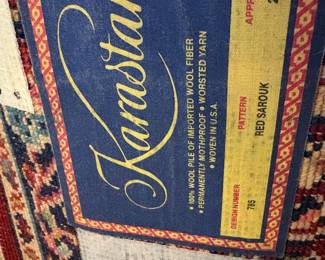 Karastan
• 100% WOOL PILE OF IMPORTED WOOL FIBER
• PERMANENTLY MOTHPROOF • WORSTED YARN
• WOVEN IN U.S.A.
DESIGN NUMBER
785
PATTERN
RED SAROUK
APPR